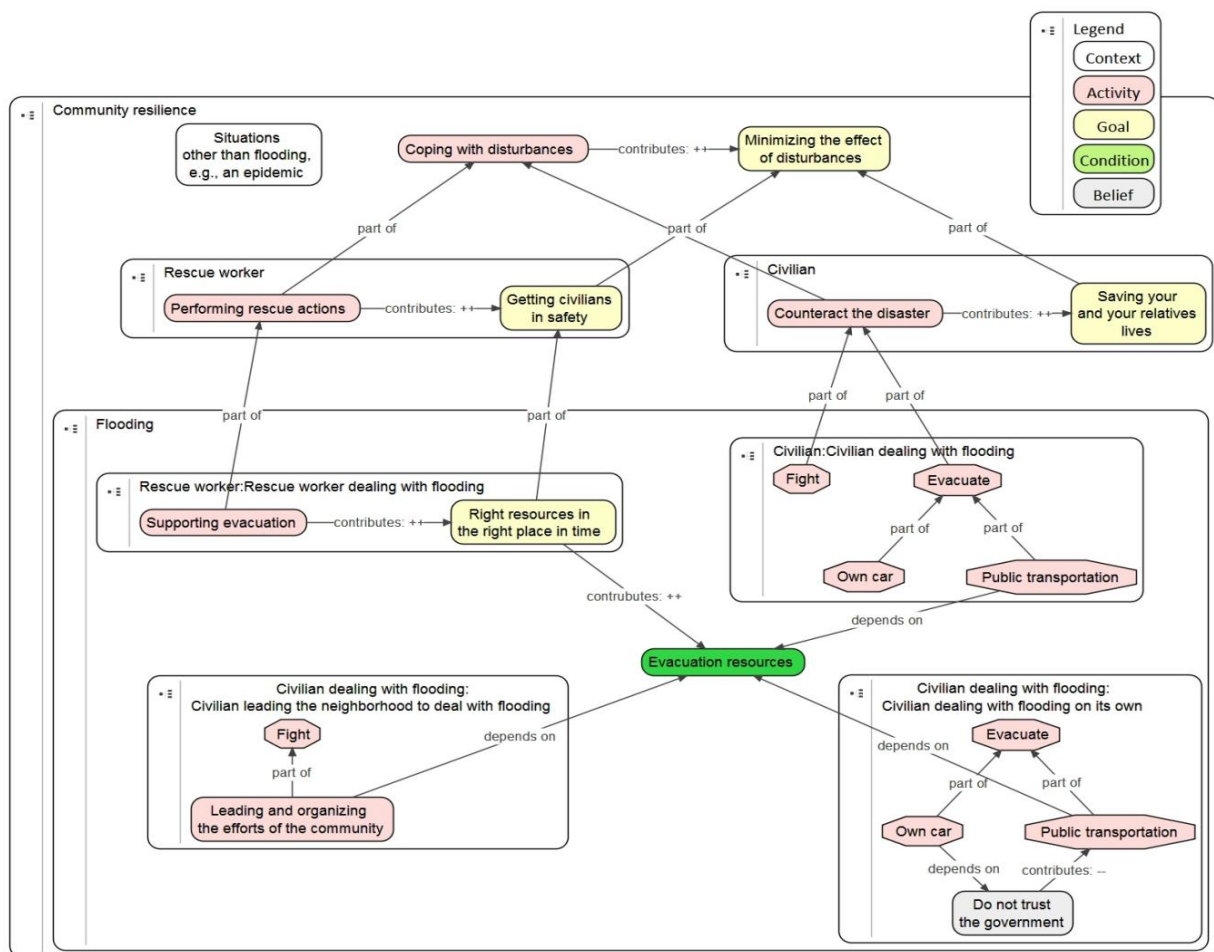 Legend
Context
Activity
Goal
Condition
Belief
Community resilience
Situations
other than flooding,
e.g., an epidemic
Coping with disturbances
contributes: ++
Minimizing the effect
of disturbances
part of
part of
part of
Rescue worker
Performing rescue actions
contributes: ++
Getting civilians
in safety
Civilian
Counteract the disaster
contributes: ++
Saving your
and your relatives
lives
part of
part of
part of
part of
Flooding
Rescue worker:Rescue worker dealing with flooding
Supporting evacuation
contributes: ++
Right resources in
the right place in time
Civilian:Civilian dealing with flooding
Fight
Evacuate
part of
part of
Own car
Public transportation
contrubutes: ++
depends on
Evacuation resources
Civilian dealing with flooding:
Civilian leading the neighborhood to deal with flooding
Fight
part of
depends on
Leading and organizing
the efforts of the community
Civilian dealing with flooding:
Civilian dealing with flooding on its own
Evacuate
depends on
part of
part of
Own car
Public transportation
depends on
contributes: --
Do not trust
the government